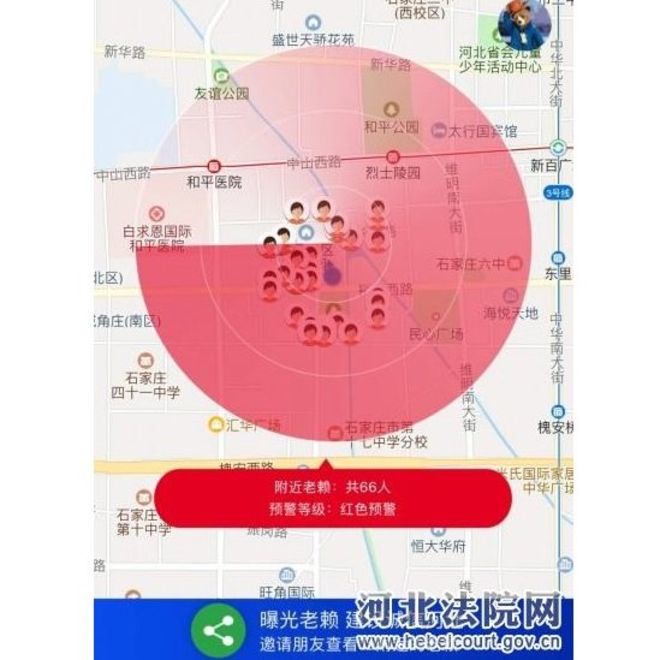 (西校区)
盛世天骄花苑
新华路
新华路
河北省会儿童
少年活动中心
中华北大街
友谊公园
和平公园
太行国宾馆
中山西路
中山西路
和平医院
烈士陵园
新百广
维明南大街
3号线
白求恩国际
和平医院
北区)
石家庄六中
东里
海悦天地
角庄(南区)
民心广场
中华南大街
石家庄
四十一中学
维明南大街
汇华广场
石家庄市第
十七中学分校
槐安西路
槐安
光氏国际家居
中华广场
附近老赖：共66人
预警等级：红色预警
石家庄
第十中学
恒大华府
旺角国际
曝光老赖
邀请朋友查看
河北法院网
www.hebeicourt.gov.cn